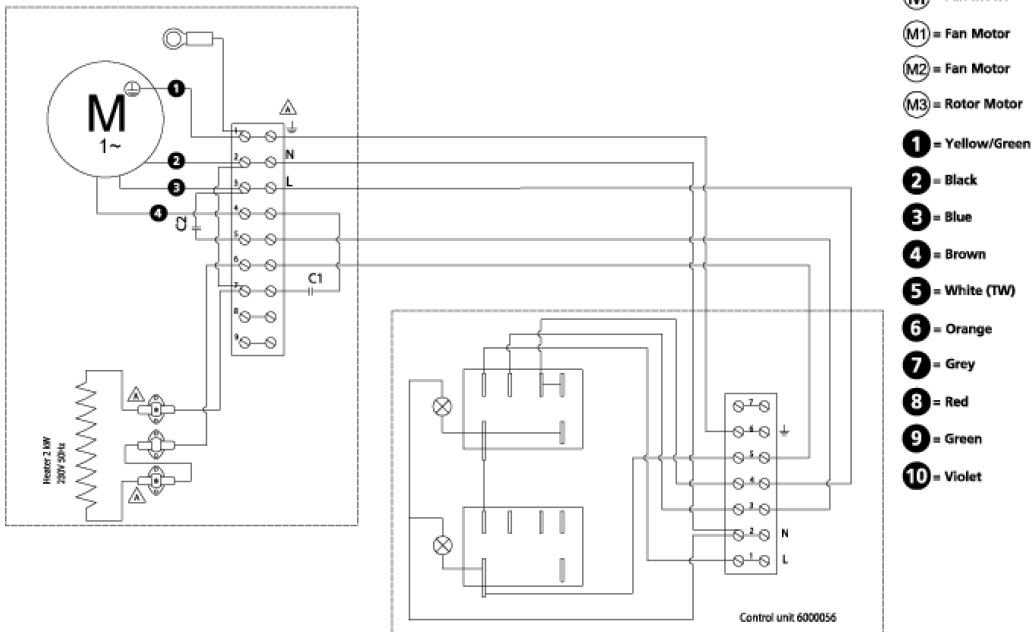 M
1~
1
2
3
4
C2
A
1
2
3
4
5
6
7
8
9
N
L
C1
Heater 2 kW
230V 50Hz
A
A
7
6
5
4
3
2
1
N
L
Control unit 6000056
M1 = Fan Motor
M2 = Fan Motor
M3 = Rotor Motor
1 = Yellow/Green
2 = Black
3 = Blue
4 = Brown
5 = White (TW)
6 = Orange
7 = Grey
8 = Red
9 = Green
10 = Violet